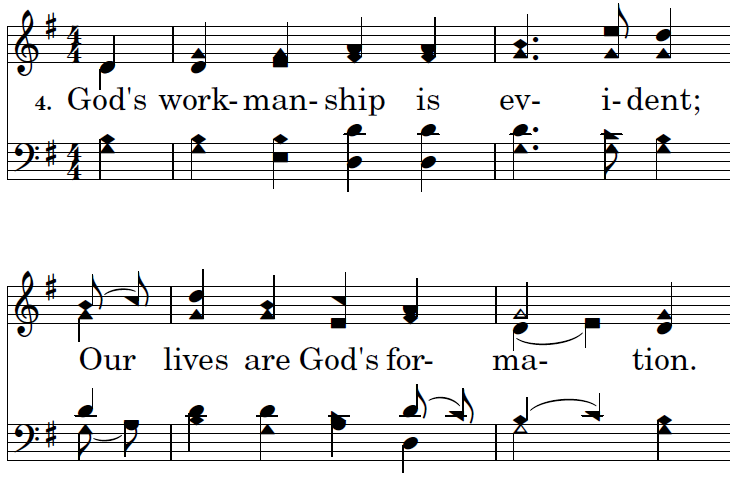 4. God's work- man- ship is ev- i- dent;
Our lives are God's for- ma- tion.